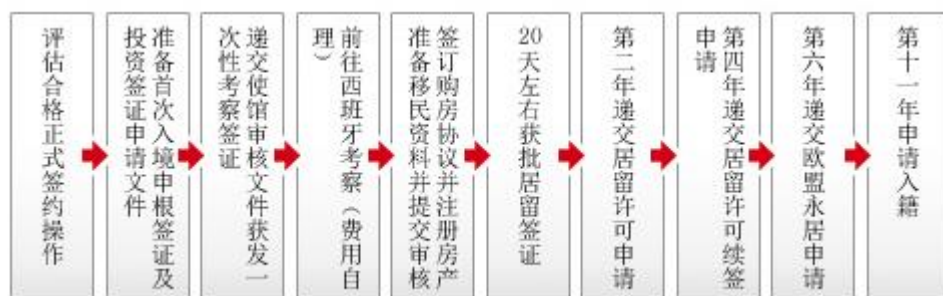 评估合格正式签约操作
准备首次入境申根签证及
投资签证申请文件
递交使馆审核文件获发一
次性考察签证
前往西班牙考察（费用自
理）
签订购房协议并注册房产
准备移民资料并提交审核
20天左右获批居留签证
第二年递交居留许可申请
第四年递交居留许可续签
申请
第六年递交欧盟永居申请
第十一年申请入籍